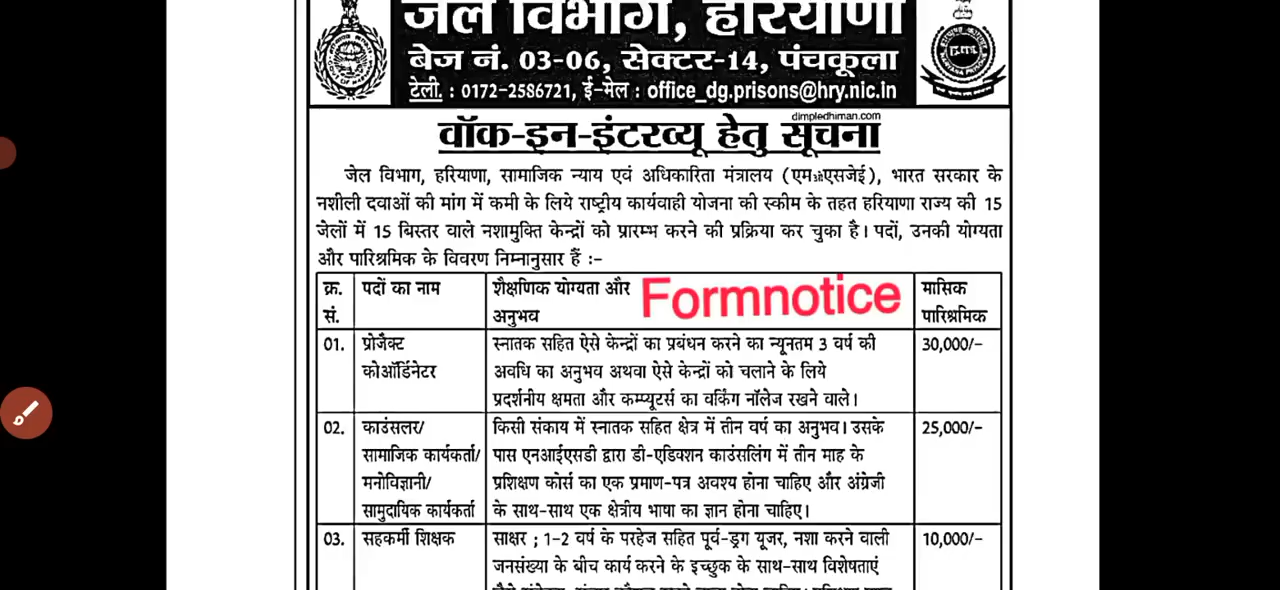 जेल विभाग, हरियाणा
बेज नं. 03-06, सेक्टर-14, पंचकूला
टेली. : 0172-2586721, ई-मेल : office_dg.prisons@hry.nic.in
dimpledhiman.com
वॉक-इन-इंटरव्यू हेतु सूचना
जेल विभाग, हरियाणा, सामाजिक न्याय एवं अधिकारिता मंत्रालय (एमओएसजेई), भारत सरकार के
नशीली दवाओं की मांग में कमी के लिये राष्ट्रीय कार्यवाही योजना की स्कीम के तहत हरियाणा राज्य की 15
जेलों में 15 बिस्तर वाले नशामुक्ति केन्द्रों को प्रारम्भ करने की प्रक्रिया कर चुका है। पदों, उनकी योग्यता
और पारिश्रमिक के विवरण निम्नानुसार हैं :-
क्र. सं.
पदों का नाम
शैक्षणिक योग्यता और
अनुभव
Formnotice
मासिक
पारिश्रमिक
01.
प्रोजैक्ट
कोऑर्डिनेटर
स्नातक सहित ऐसे केन्द्रों का प्रबंधन करने का न्यूनतम 3 वर्ष की
अवधि का अनुभव अथवा ऐसे केन्द्रों को चलाने के लिये
प्रदर्शनीय क्षमता और कम्प्यूटर्स का वर्किंग नॉलेज रखने वाले।
30,000/-
02.
काउंसलर/
सामाजिक कार्यकर्ता/
मनोविज्ञानी/
सामुदायिक कार्यकर्ता
किसी संकाय में स्नातक सहित क्षेत्र में तीन वर्ष का अनुभव। उसके
पास एनआईएसडी द्वारा डी-एडिक्शन काउंसलिंग में तीन माह के
प्रशिक्षण कोर्स का एक प्रमाण-पत्र अवश्य होना चाहिए और अंग्रेजी
के साथ-साथ एक क्षेत्रीय भाषा का ज्ञान होना चाहिए।
25,000/-
03.
सहकर्मी शिक्षक
साक्षर ; 1-2 वर्ष के परहेज सहित पूर्व-ड्रग यूजर, नशा करने वाली
जनसंख्या के बीच कार्य करने के इच्छुक के साथ-साथ विशेषताएं
10,000/-